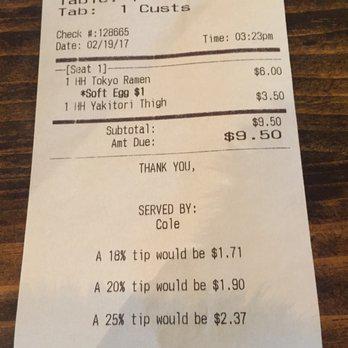 Tab: 1 Custs
Check #:128665
Date: 02/19/17 Time: 03:23pm
[Seat 1]
1 HH Tokyo Ramen $6.00
*Soft Egg $1
1 HH Yakitori Thigh $3.50
Subtotal: $9.50
Amt Due: $9.50
THANK YOU,
SERVED BY:
Cole
A 18% tip would be $1.71
A 20% tip would be $1.90
A 25% tip would be $2.37